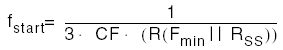 f_start = 1 / (3 · CF · (R(F_min || R_SS)))